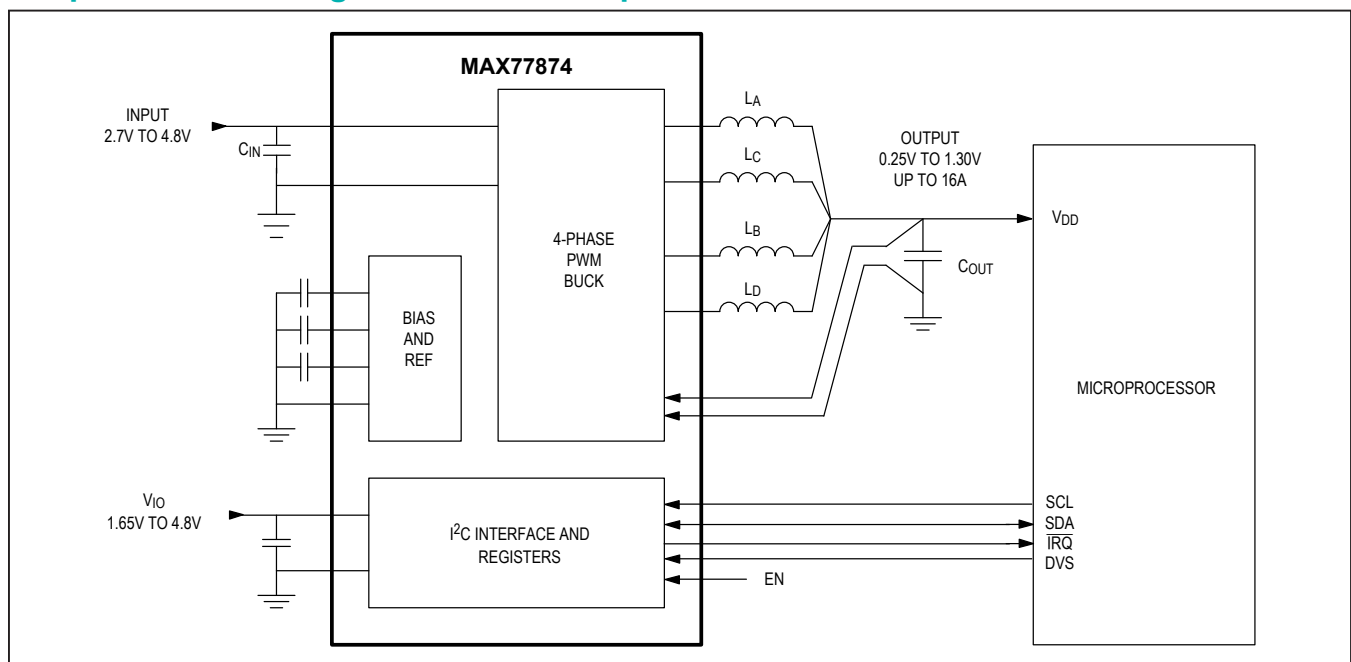 MAX77874
INPUT
2.7V TO 4.8V
CIN
4-PHASE
PWM
BUCK
BIAS
AND
REF
LA
LC
LB
LD
OUTPUT
0.25V TO 1.30V
UP TO 16A
VDD
COUT
MICROPROCESSOR
VIO
1.65V TO 4.8V
I2C INTERFACE AND
REGISTERS
EN
SCL
SDA
IRQ
DVS